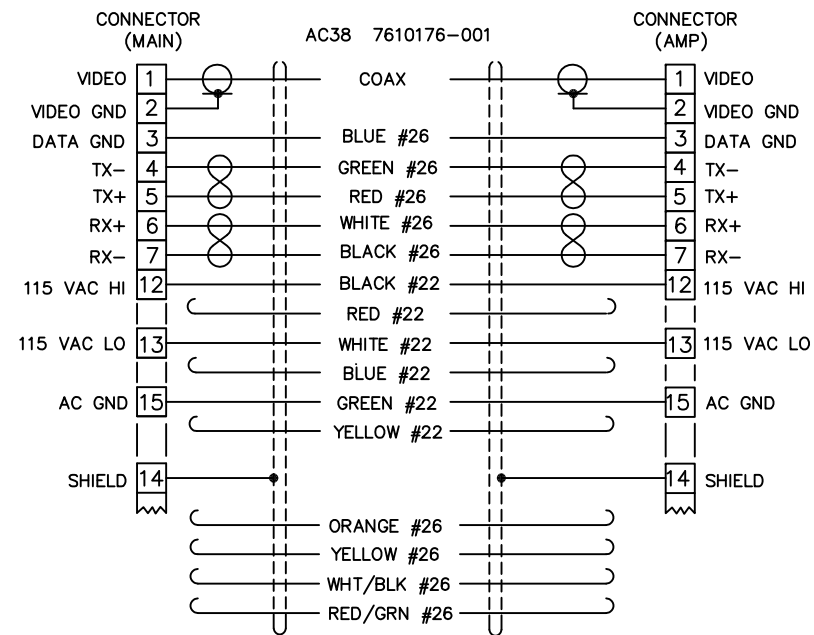 CONNECTOR
(MAIN)
AC38 7610176-001
CONNECTOR
(AMP)
VIDEO 1 COAX 1 VIDEO
VIDEO GND 2 2 VIDEO GND
DATA GND 3 BLUE #26 3 DATA GND
TX- 4 GREEN #26 4 TX-
TX+ 5 RED #26 5 TX+
RX+ 6 WHITE #26 6 RX+
RX- 7 BLACK #26 7 RX-
115 VAC HI 12 BLACK #22 12 115 VAC HI
RED #22
115 VAC LO 13 WHITE #22 13 115 VAC LO
BLUE #22
AC GND 15 GREEN #22 15 AC GND
YELLOW #22
SHIELD 14 14 SHIELD
ORANGE #26
YELLOW #26
WHT/BLK #26
RED/GRN #26